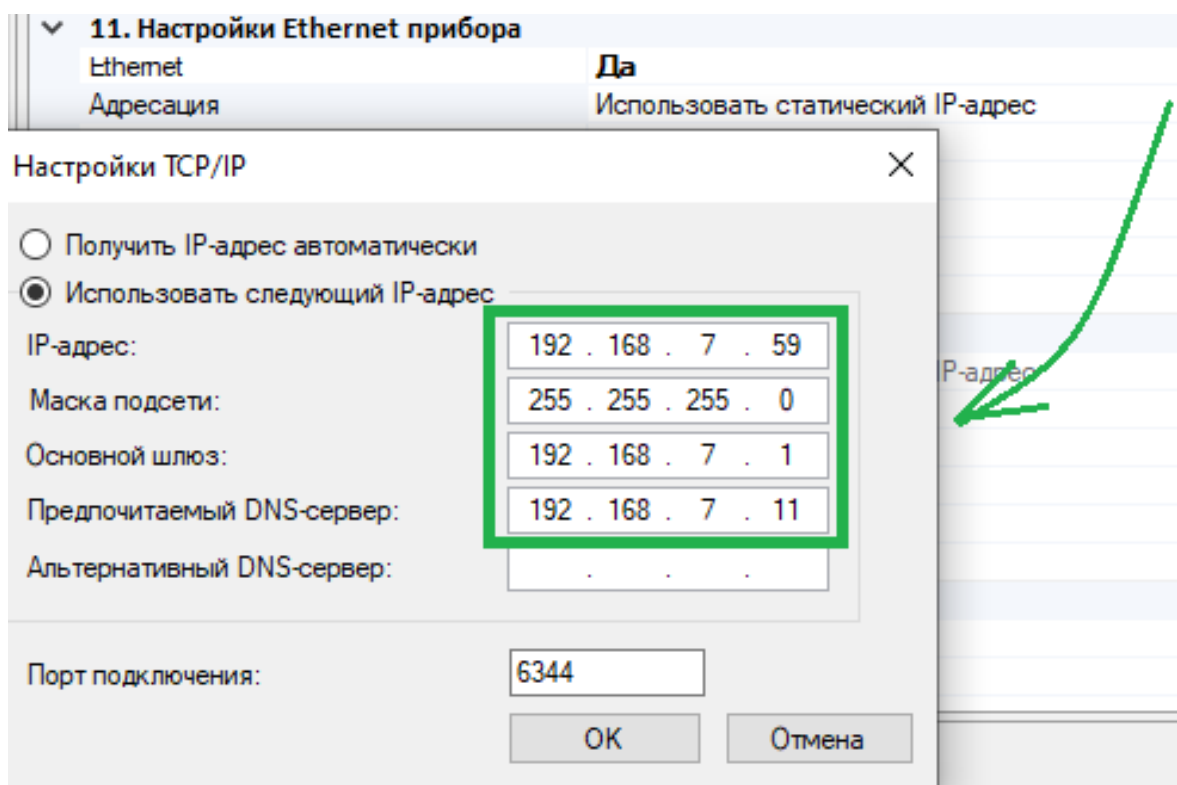 11. Настройки Ethernet прибора
Ethernet Да
Адресация Использовать статический IP-адрес
Настройки TCP/IP
Получить IP-адрес автоматически
Использовать следующий IP-адрес
IP-адрес: 192 . 168 . 7 . 59
IP-адрес
Маска подсети: 255 . 255 . 255 . 0
Основной шлюз: 192 . 168 . 7 . 1
Предпочитаемый DNS-сервер: 192 . 168 . 7 . 11
Альтернативный DNS-сервер: . . .
Порт подключения: 6344
OK Отмена